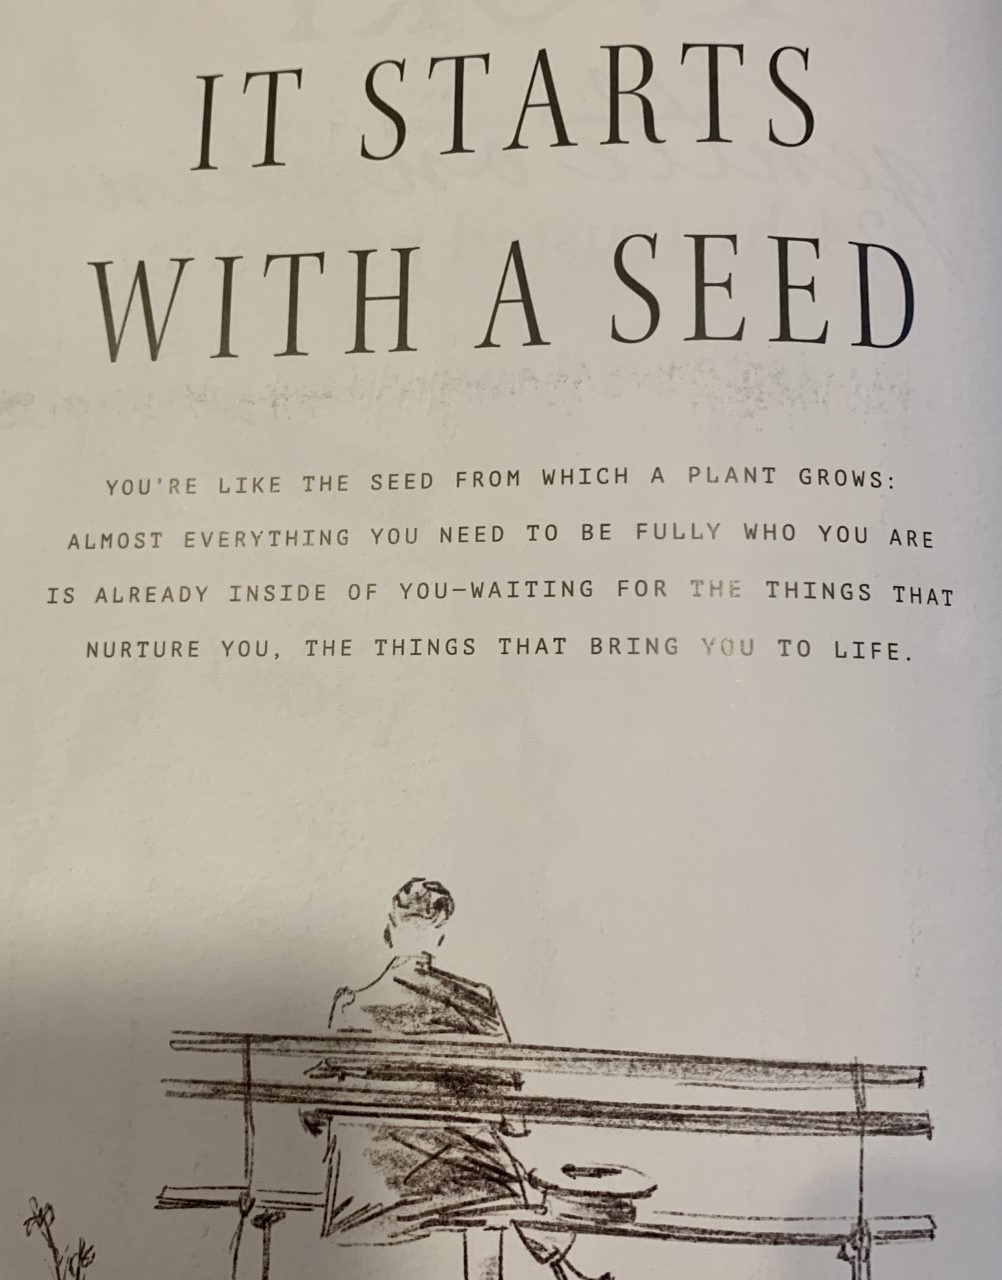 IT STARTS
WITH A SEED
YOU'RE LIKE THE SEED FROM WHICH A PLANT GROWS:
ALMOST EVERYTHING YOU NEED TO BE FULLY WHO YOU ARE
IS ALREADY INSIDE OF YOU—WAITING FOR THE THINGS THAT
NURTURE YOU, THE THINGS THAT BRING YOU TO LIFE.